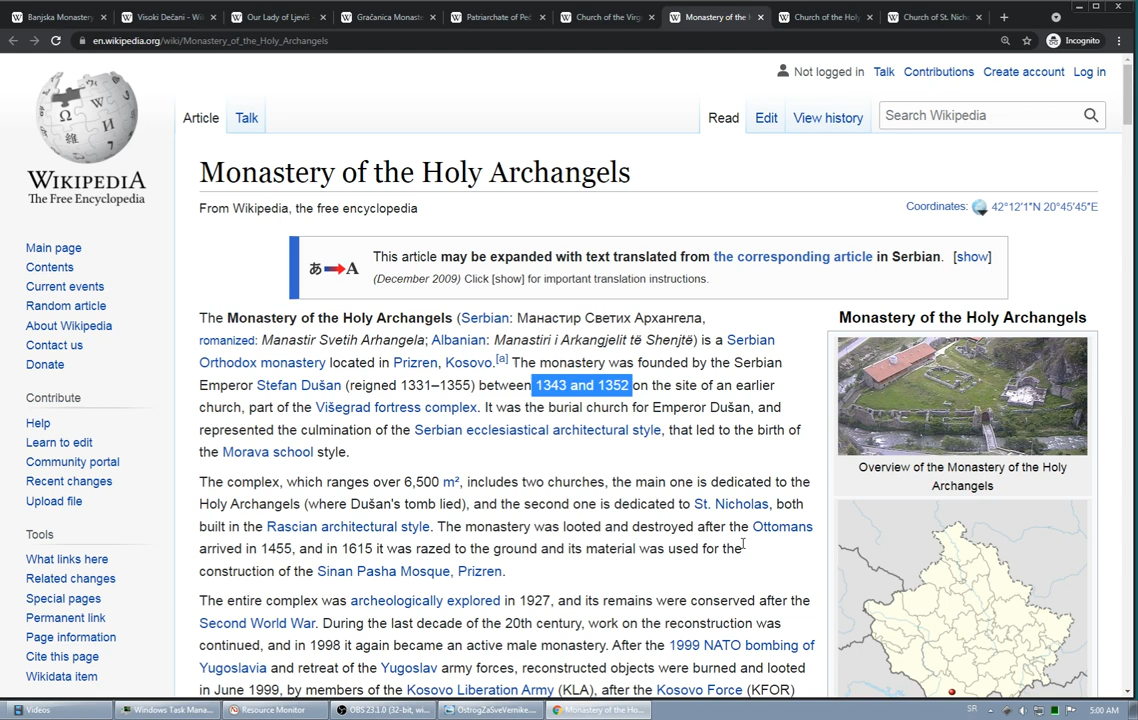 Banjska Monastery
Visoki Dečani - Wik
Our Lady of Ljeviš
Gračanica Monaste
Patriarchate of Peć
Church of the Virg
Monastery of the H
Church of the Holy
Church of St. Nich
en.wikipedia.org/wiki/Monastery_of_the_Holy_Archangels
Incognito
Not logged in Talk Contributions Create account Log in
Article Talk Read Edit View history Search Wikipedia
WIKIPEDIA
The Free Encyclopedia
Monastery of the Holy Archangels
From Wikipedia, the free encyclopedia
Coordinates: 42°12′1″N 20°45′45″E
This article may be expanded with text translated from the corresponding article in Serbian. [show]
(December 2009) Click [show] for important translation instructions.
あ A
Main page
Contents
Current events
Random article
About Wikipedia
Contact us
Donate
Contribute
Help
Learn to edit
Community portal
Recent changes
Upload file
Tools
What links here
Related changes
Special pages
Permanent link
Page information
Cite this page
Wikidata item
The Monastery of the Holy Archangels (Serbian: Манастир Светих Архангела,
romanized: Manastir Svetih Arhangela; Albanian: Manastiri i Arkangjelit të Shenjtë) is a Serbian
Orthodox monastery located in Prizren, Kosovo.[a] The monastery was founded by the Serbian
Emperor Stefan Dušan (reigned 1331–1355) between 1343 and 1352 on the site of an earlier
church, part of the Višegrad fortress complex. It was the burial church for Emperor Dušan, and
represented the culmination of the Serbian ecclesiastical architectural style, that led to the birth of
the Morava school style.
The complex, which ranges over 6,500 m², includes two churches, the main one is dedicated to the
Holy Archangels (where Dušan's tomb lied), and the second one is dedicated to St. Nicholas, both
built in the Rascian architectural style. The monastery was looted and destroyed after the Ottomans
arrived in 1455, and in 1615 it was razed to the ground and its material was used for the
construction of the Sinan Pasha Mosque, Prizren.
The entire complex was archeologically explored in 1927, and its remains were conserved after the
Second World War. During the last decade of the 20th century, work on the reconstruction was
continued, and in 1998 it again became an active male monastery. After the 1999 NATO bombing of
Yugoslavia and retreat of the Yugoslav army forces, reconstructed objects were burned and looted
in June 1999, by members of the Kosovo Liberation Army (KLA), after the Kosovo Force (KFOR)
Monastery of the Holy Archangels
Overview of the Monastery of the Holy
Archangels
Videos
Windows Task Mana...
Resource Monitor
OBS 23.1.0 (32-bit, wi...
OstrogZaSveVernike...
Monastery of the Ho...
SR
5:00 AM